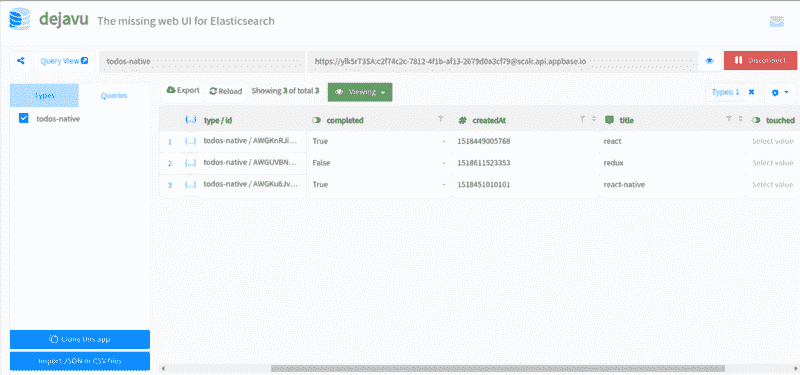 dejavu The missing web UI for Elasticsearch
Query View todos-native https://ylk5rT3SA:c2f74c2c-7812-4f1b-af13-2679d0a3cf79@scalr.api.appbase.io Disconnect
Types Queries
Export Reload Showing 3 of total 3 Viewing Types: 1
todos-native
{...} type / id completed # createdAt title touched
1 {...} todos-native / AWGKnRJi... True 1518449005768 react Select value
2 {...} todos-native / AWGUVBN... False 1518611523353 redux Select value
3 {...} todos-native / AWGKu6Jv... True 1518451010101 react-native Select value
Clone this app
Import JSON or CSV files